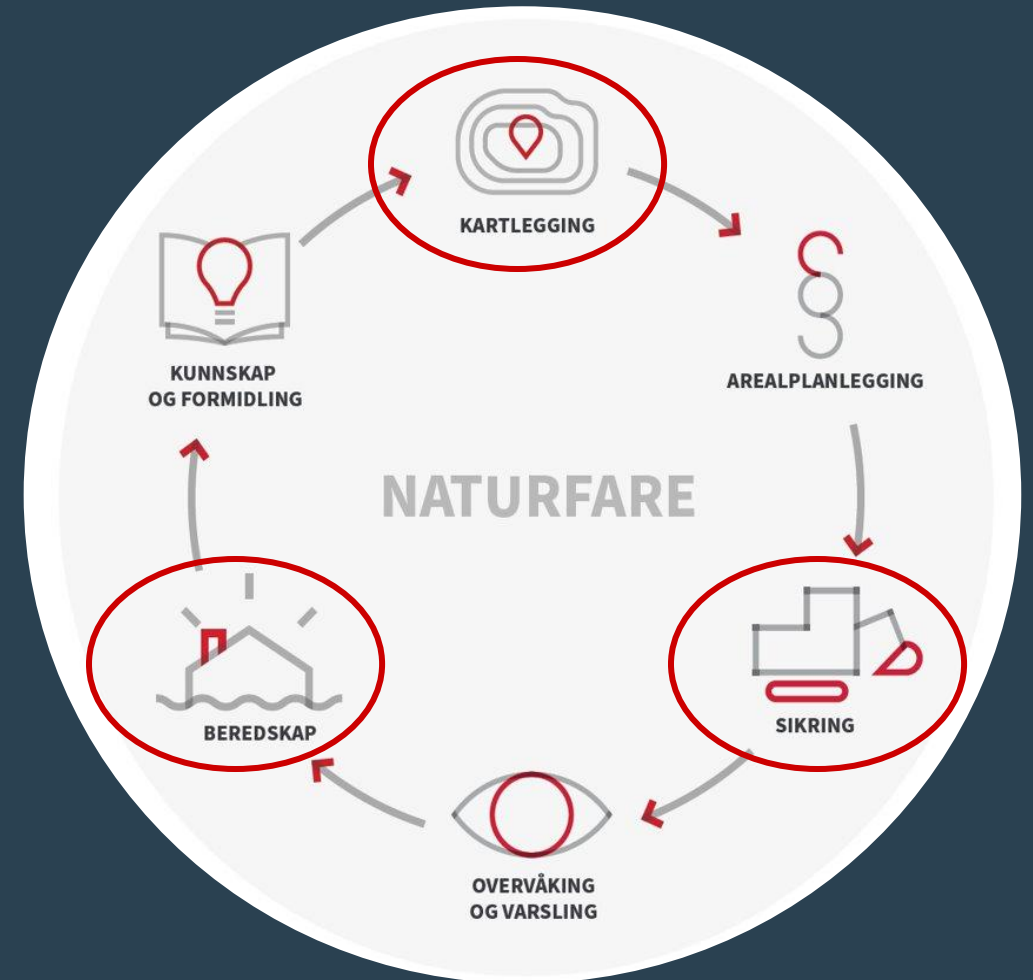 KARTLEGGING
KUNNSKAP
OG FORMIDLING
AREALPLANLEGGING
NATURFARE
BEREDSKAP
SIKRING
OVERVÅKING
OG VARSLING